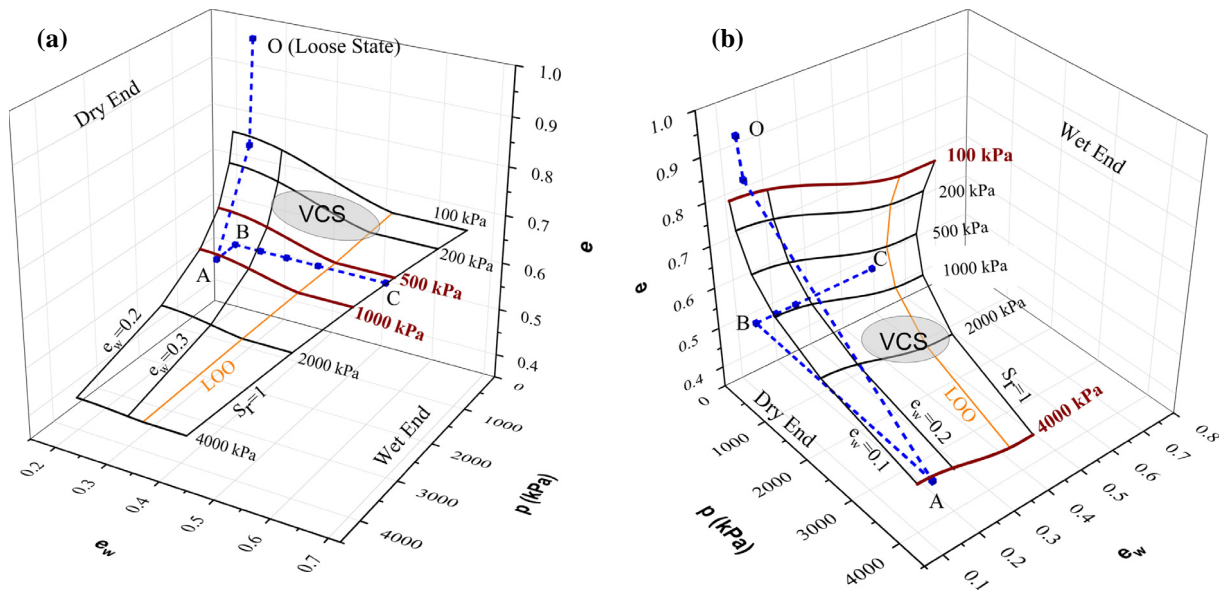 (a)
O (Loose State)
Dry End
1.0
0.9
0.8
0.7
0.6
0.5
0.4
e
VCS
B
A
C
100 kPa
200 kPa
500 kPa
1000 kPa
2000 kPa
4000 kPa
e_w=0.2
e_w=0.3
LOO
S_r=1
Wet End
0
1000
2000
3000
4000
p (kPa)
0.2
0.3
0.4
0.5
0.6
0.7
e_w
(b)
1.0
0.9
0.8
0.7
0.6
0.5
0.4
e
O
Wet End
100 kPa
200 kPa
500 kPa
1000 kPa
2000 kPa
4000 kPa
C
B
VCS
A
S_r=1
LOO
e_w=0.2
e_w=0.1
Dry End
0
1000
2000
3000
4000
p (kPa)
0.1
0.2
0.3
0.4
0.5
0.6
0.7
0.8
e_w